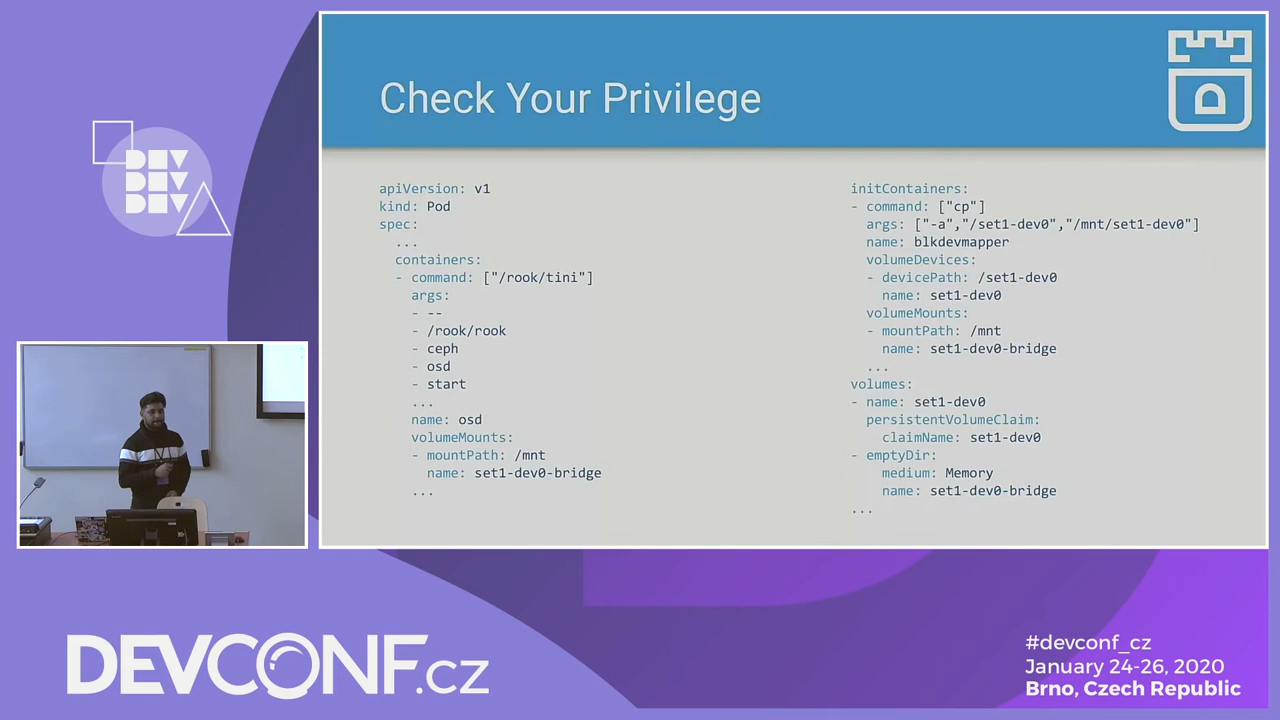 DEV
DEV
DEV
Check Your Privilege
apiVersion: v1
kind: Pod
spec:
...
containers:
- command: ["/rook/tini"]
args:
- --
- /rook/rook
- ceph
- osd
- start
...
name: osd
volumeMounts:
- mountPath: /mnt
name: set1-dev0-bridge
...
initContainers:
- command: ["cp"]
args: ["-a","/set1-dev0","/mnt/set1-dev0"]
name: blkdevmapper
volumeDevices:
- devicePath: /set1-dev0
name: set1-dev0
volumeMounts:
- mountPath: /mnt
name: set1-dev0-bridge
...
volumes:
- name: set1-dev0
persistentVolumeClaim:
claimName: set1-dev0
- emptyDir:
medium: Memory
name: set1-dev0-bridge
...
DEVCONF.cz
#devconf_cz
January 24-26, 2020
Brno, Czech Republic